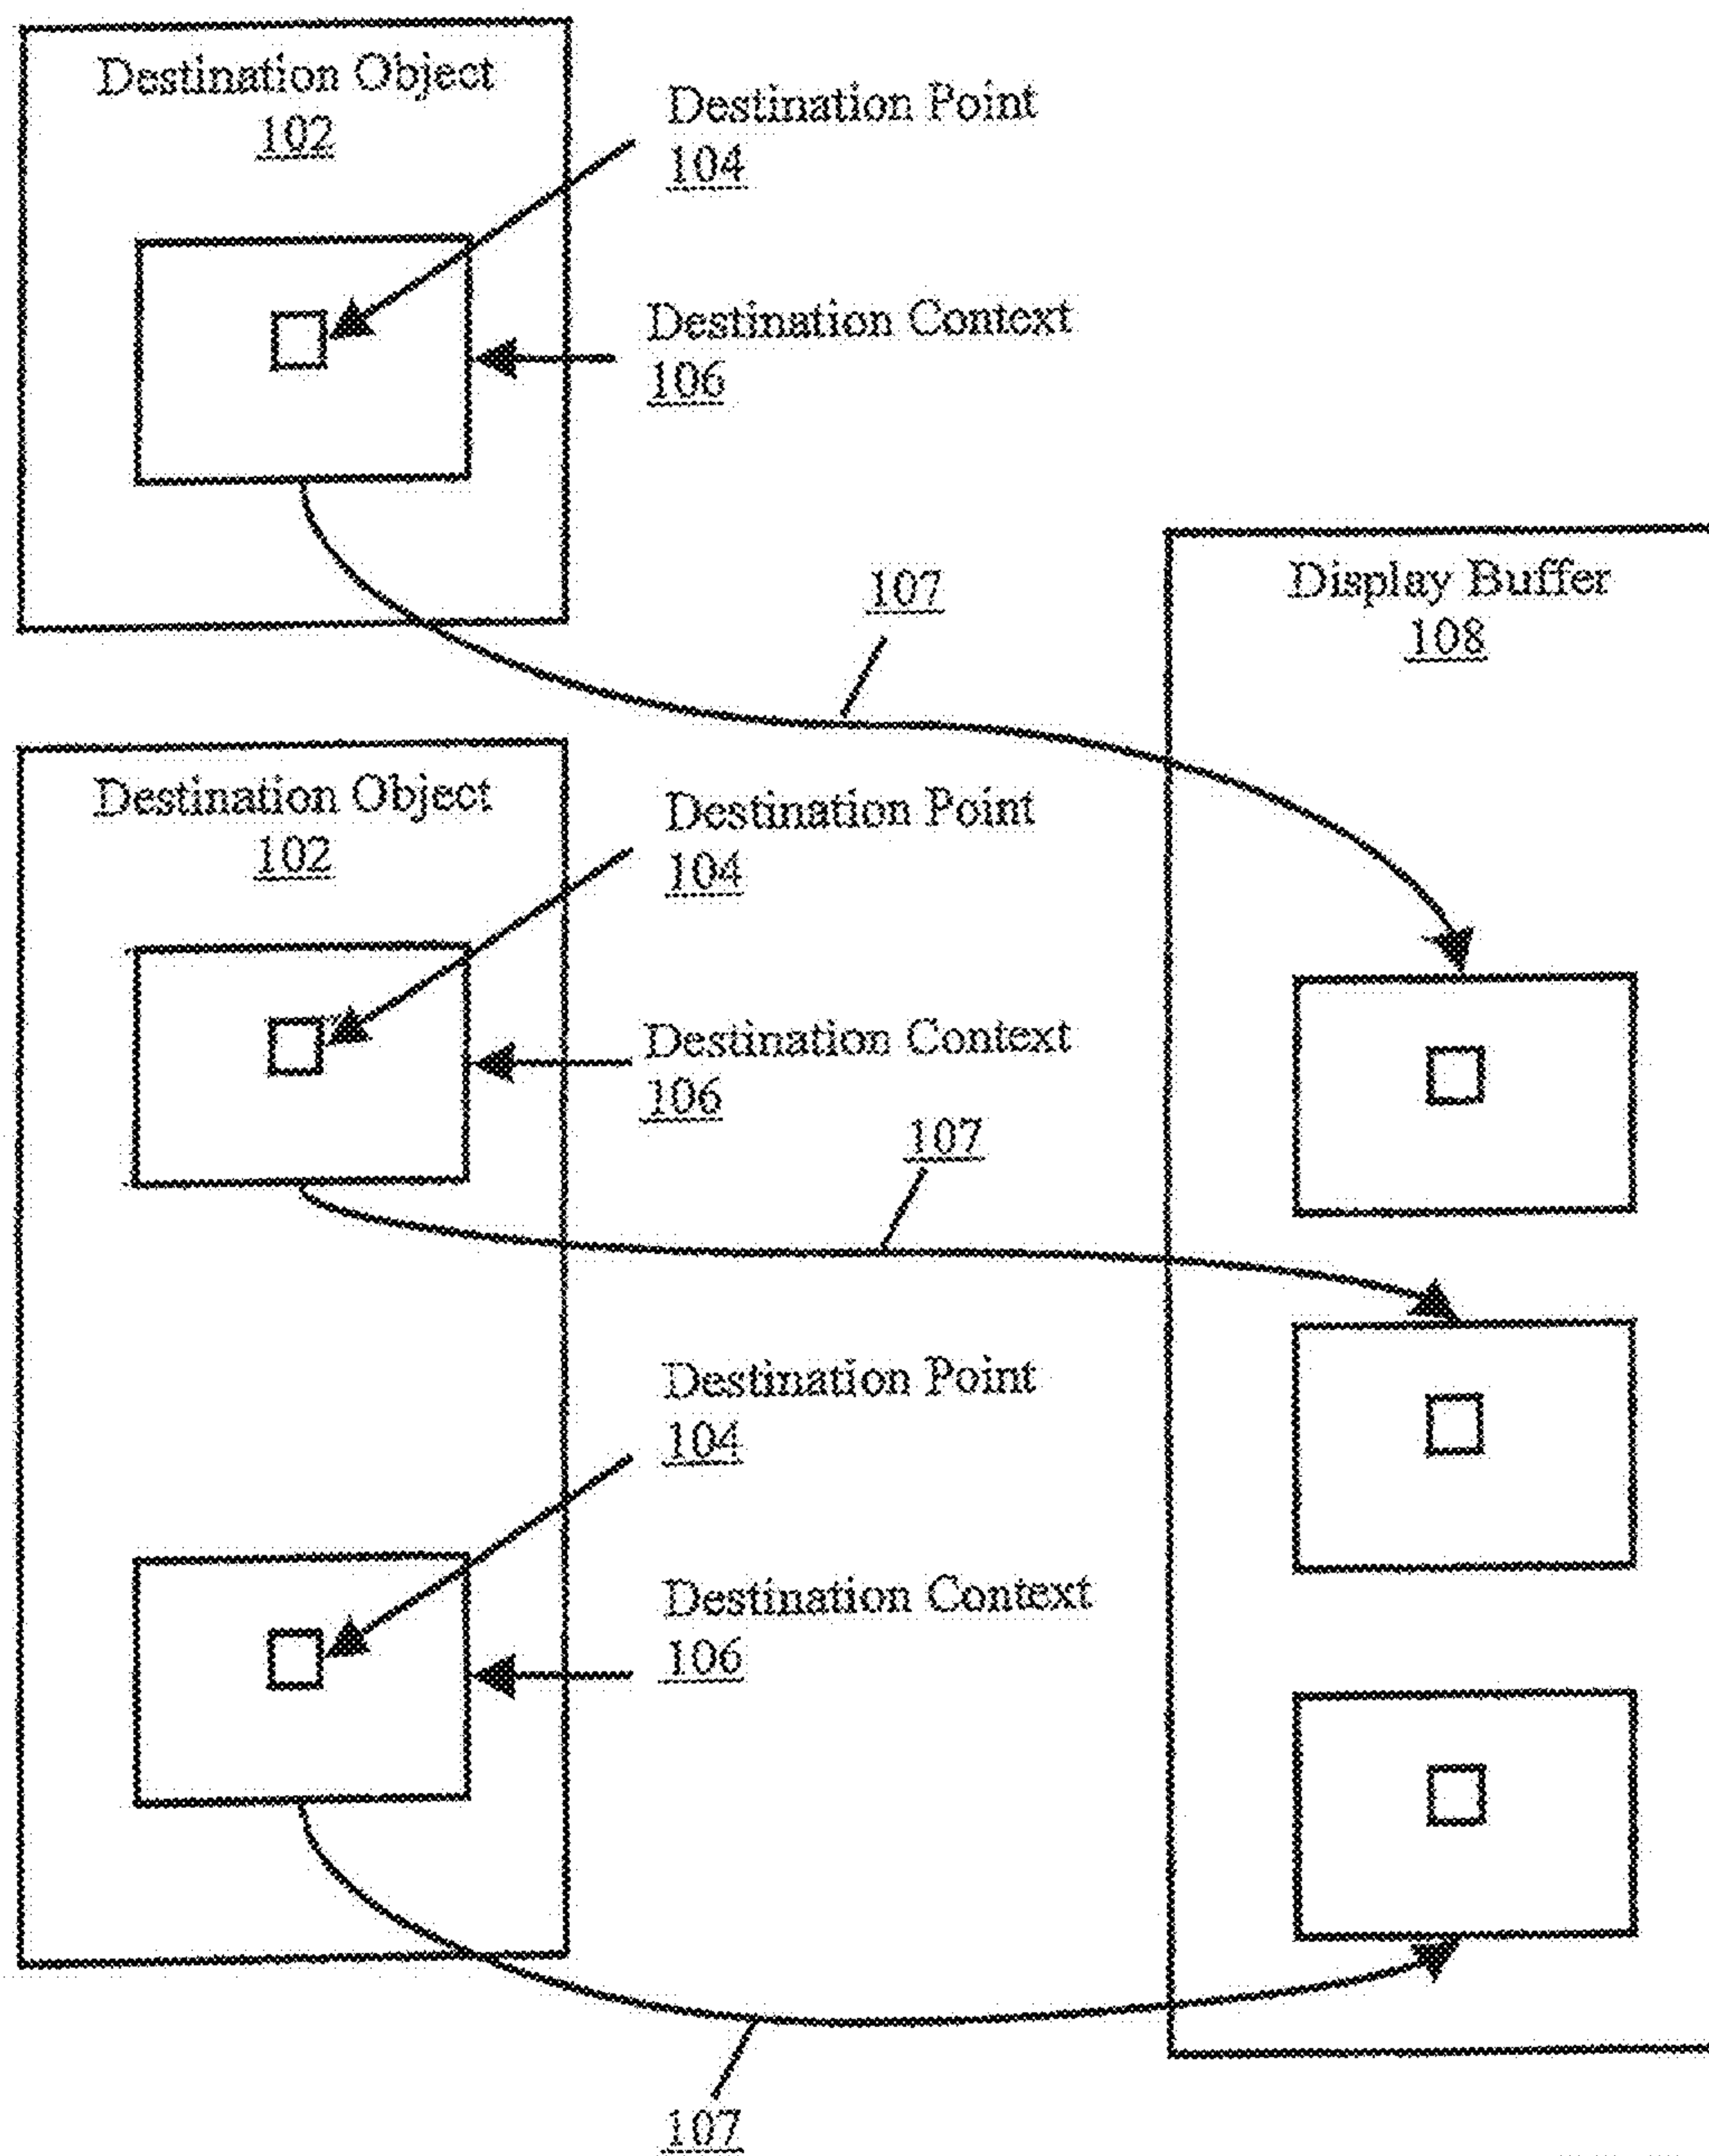 Destination Object
102
Destination Point
104
Destination Context
106
107
Display Buffer
108
Destination Object
102
Destination Point
104
Destination Context
106
107
Destination Point
104
Destination Context
106
107